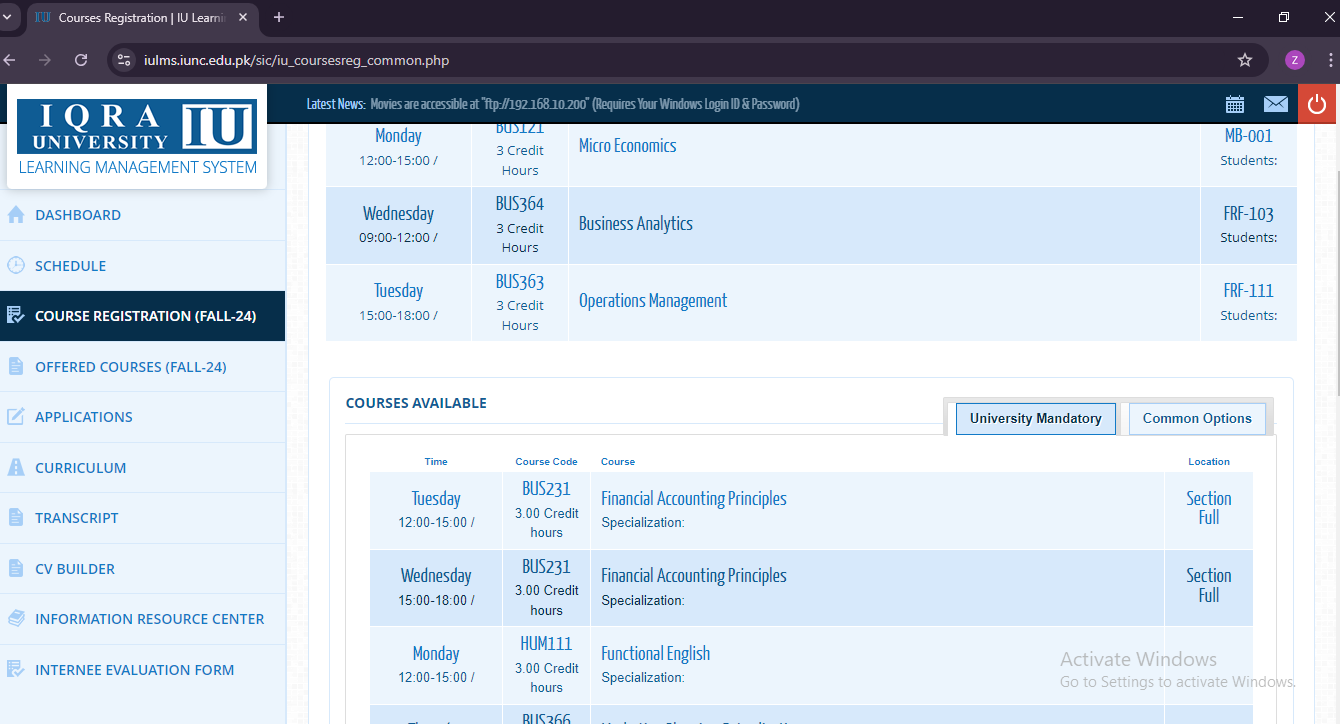 Courses Registration | IU Learni
iulms.iunc.edu.pk/sic/iu_coursesreg_common.php
Z
IQRA
UNIVERSITY
IU
LEARNING MANAGEMENT SYSTEM
Latest News: Movies are accessible at "ftp://192.168.10.200" (Requires Your Windows Login ID & Password)
DASHBOARD
SCHEDULE
COURSE REGISTRATION (FALL-24)
OFFERED COURSES (FALL-24)
APPLICATIONS
CURRICULUM
TRANSCRIPT
CV BUILDER
INFORMATION RESOURCE CENTER
INTERNEE EVALUATION FORM
Monday
12:00-15:00 /
BUS121
3 Credit
Hours
Micro Economics
MB-001
Students:
Wednesday
09:00-12:00 /
BUS364
3 Credit
Hours
Business Analytics
FRF-103
Students:
Tuesday
15:00-18:00 /
BUS363
3 Credit
Hours
Operations Management
FRF-111
Students:
COURSES AVAILABLE
University Mandatory
Common Options
Time
Course Code
Course
Location
Tuesday
12:00-15:00 /
BUS231
3.00 Credit
hours
Financial Accounting Principles
Specialization:
Section
Full
Wednesday
15:00-18:00 /
BUS231
3.00 Credit
hours
Financial Accounting Principles
Specialization:
Section
Full
Monday
12:00-15:00 /
HUM111
3.00 Credit
hours
Functional English
Specialization:
BUS366
Activate Windows
Go to Settings to activate Windows.